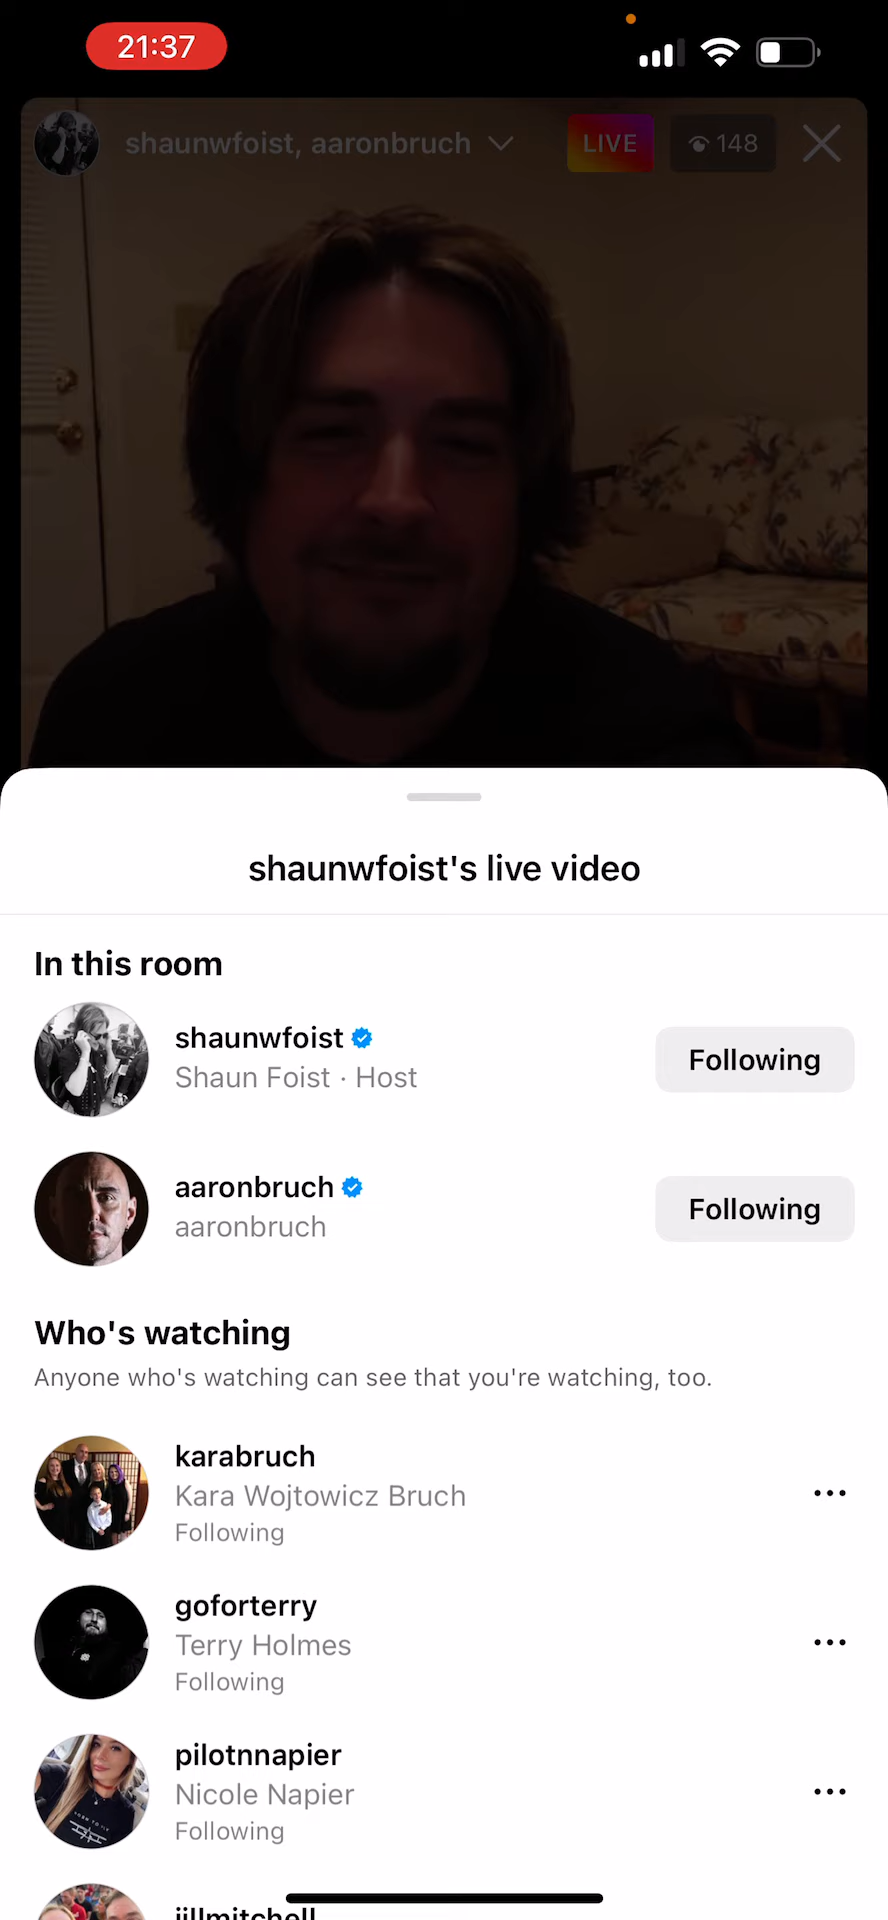 21:37
shaunwfoist, aaronbruch
LIVE
148
shaunwfoist's live video
In this room
shaunwfoist
Shaun Foist · Host
Following
aaronbruch
aaronbruch
Following
Who's watching
Anyone who's watching can see that you're watching, too.
karabruch
Kara Wojtowicz Bruch
Following
goforterry
Terry Holmes
Following
pilotnnapier
Nicole Napier
Following
jillmitchell